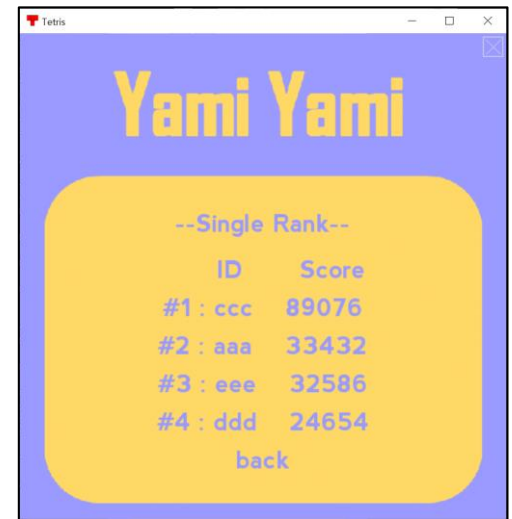 Tetris
Yami Yami
--Single Rank--
ID Score
#1 : ccc 89076
#2 : aaa 33432
#3 : eee 32586
#4 : ddd 24654
back